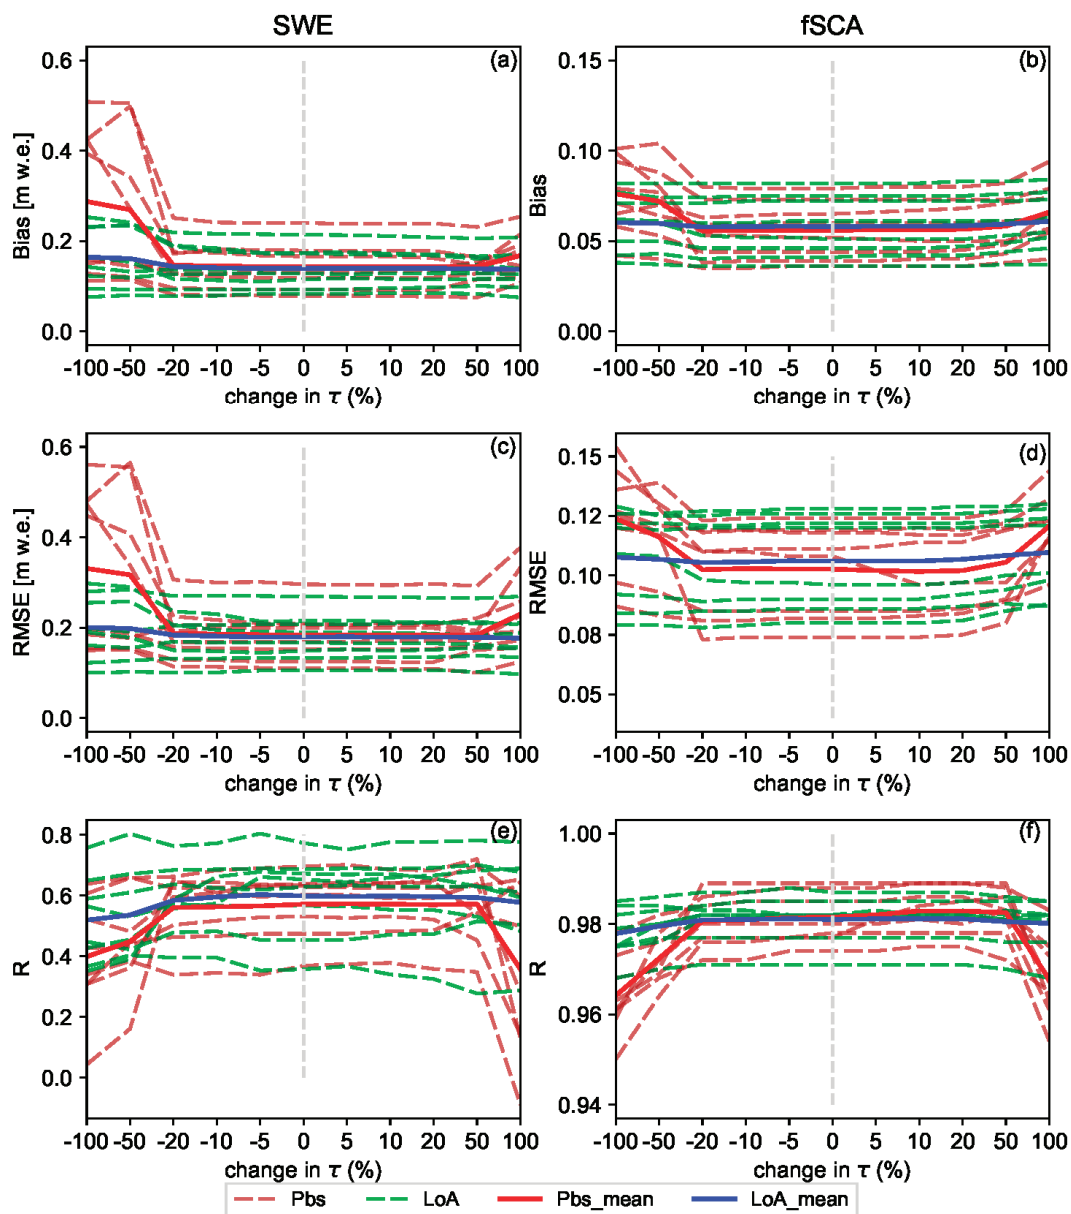 SWE
fSCA
(a)
(b)
0.6
0.4
0.2
0.0
Bias [m w.e.]
-100 -50 -20 -10 -5 0 5 10 20 50 100
change in τ (%)
0.15
0.10
0.05
0.00
Bias
-100 -50 -20 -10 -5 0 5 10 20 50 100
change in τ (%)
(c)
(d)
0.6
0.4
0.2
0.0
RMSE [m w.e.]
-100 -50 -20 -10 -5 0 5 10 20 50 100
change in τ (%)
0.15
0.12
0.10
0.08
0.05
RMSE
-100 -50 -20 -10 -5 0 5 10 20 50 100
change in τ (%)
(e)
(f)
0.8
0.6
0.4
0.2
0.0
R
-100 -50 -20 -10 -5 0 5 10 20 50 100
change in τ (%)
1.00
0.98
0.96
0.94
R
-100 -50 -20 -10 -5 0 5 10 20 50 100
change in τ (%)
Pbs LoA Pbs_mean LoA_mean